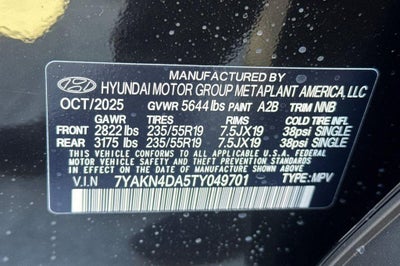 HYUNDAI MOTOR GROUP METAPLANT AMERICA, LLC
OCT/2025 GVWR 5644 lbs PAINT A2B TRIM NNB
GAWR TIRES RIMS COLD TIRE INFL
FRONT 2822 lbs 235/55R19 7.5JX19 38psi SINGLE
REAR 3175 lbs 235/55R19 7.5JX19 38psi SINGLE
THIS VEHICLE CONFORMS TO ALL APPLICABLE FEDERAL MOTOR
VEHICLE SAFETY, BUMPER, AND THEFT PREVENTION STANDARDS
IN EFFECT ON THE DATE OF MANUFACTURE SHOWN ABOVE.
V.I.N 7YAKN4DA5TY049701 TYPE: MPV